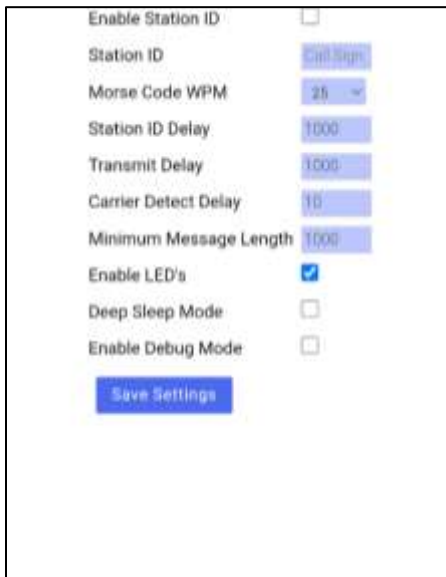 Enable Station ID
Station ID Call Sign
Morse Code WPM 25
Station ID Delay 1000
Transmit Delay 1000
Carrier Detect Delay 10
Minimum Message Length 1000
Enable LED's
Deep Sleep Mode
Enable Debug Mode
Save Settings